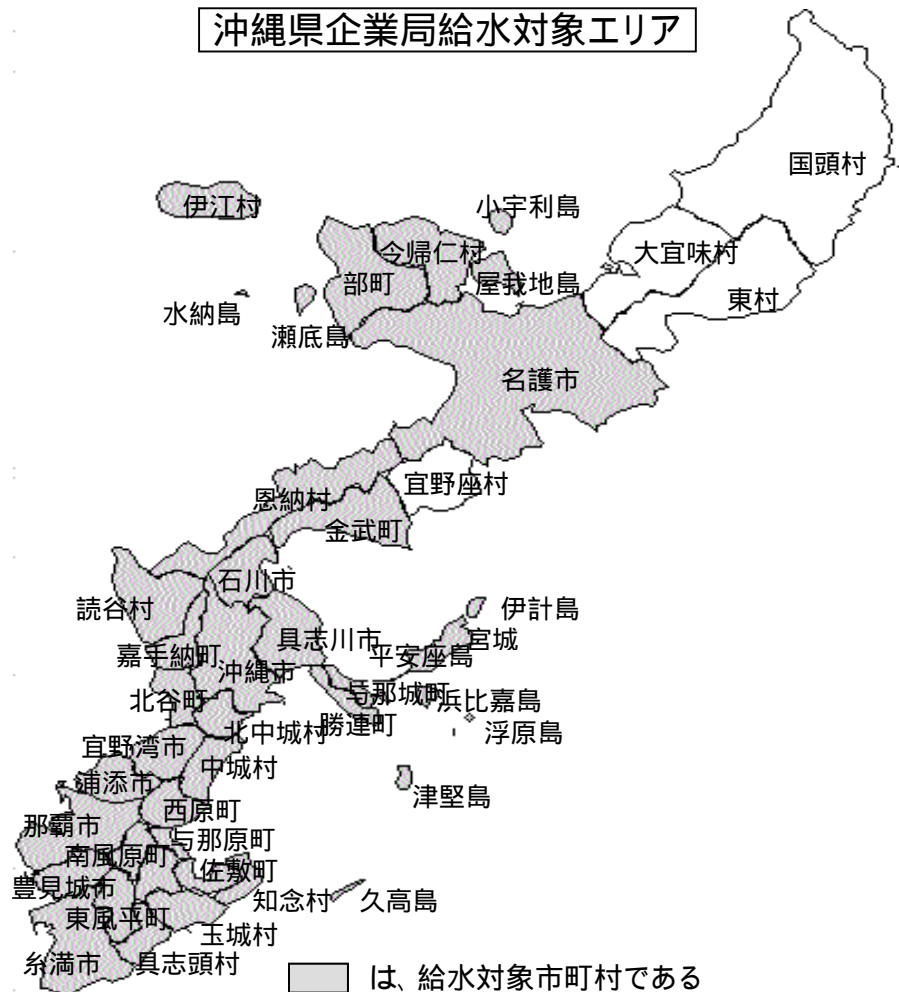 沖縄県企業局給水対象エリア
国頭村
伊江村
小宇利島
今帰仁村
大宜味村
部町
屋我地島
東村
水納島
瀬底島
名護市
宜野座村
恩納村
金武町
石川市
読谷村
伊計島
具志川市
宮城
嘉手納町
平安座島
沖縄市
与那城町
北谷町
浜比嘉島
勝連町
北中城村
浮原島
宜野湾市
中城村
浦添市
津堅島
西原町
那覇市
与那原町
南風原町
佐敷町
豊見城市
知念村
久高島
東風平町
玉城村
糸満市
具志頭村
は、給水対象市町村である